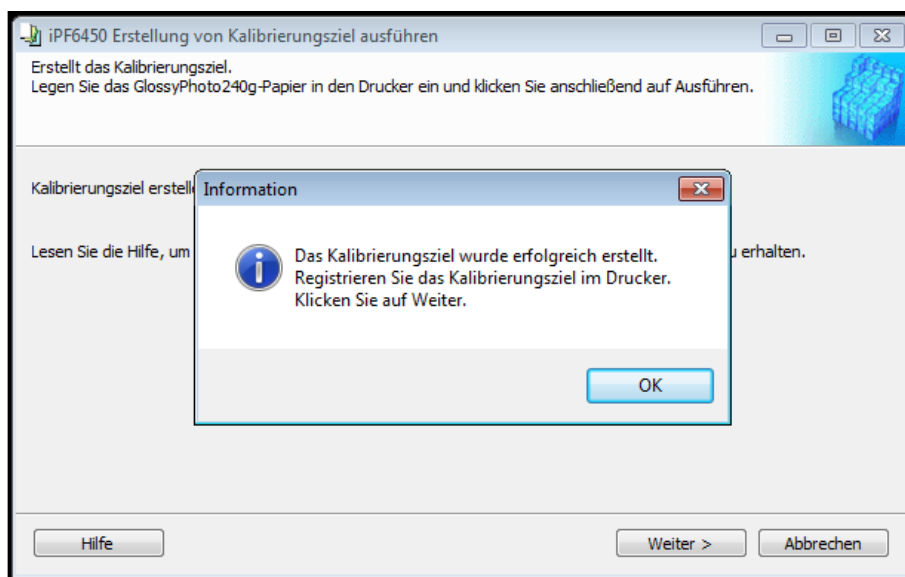 iPF6450 Erstellung von Kalibrierungsziel ausführen
Erstellt das Kalibrierungsziel.
Legen Sie das GlossyPhoto240g-Papier in den Drucker ein und klicken Sie anschließend auf Ausführen.
Kalibrierungsziel
Information
Lesen Sie die Hilfe, um
erhalten.
Das Kalibrierungsziel wurde erfolgreich erstellt.
Registrieren Sie das Kalibrierungsziel im Drucker.
Klicken Sie auf Weiter.
OK
Hilfe
Weiter >
Abbrechen